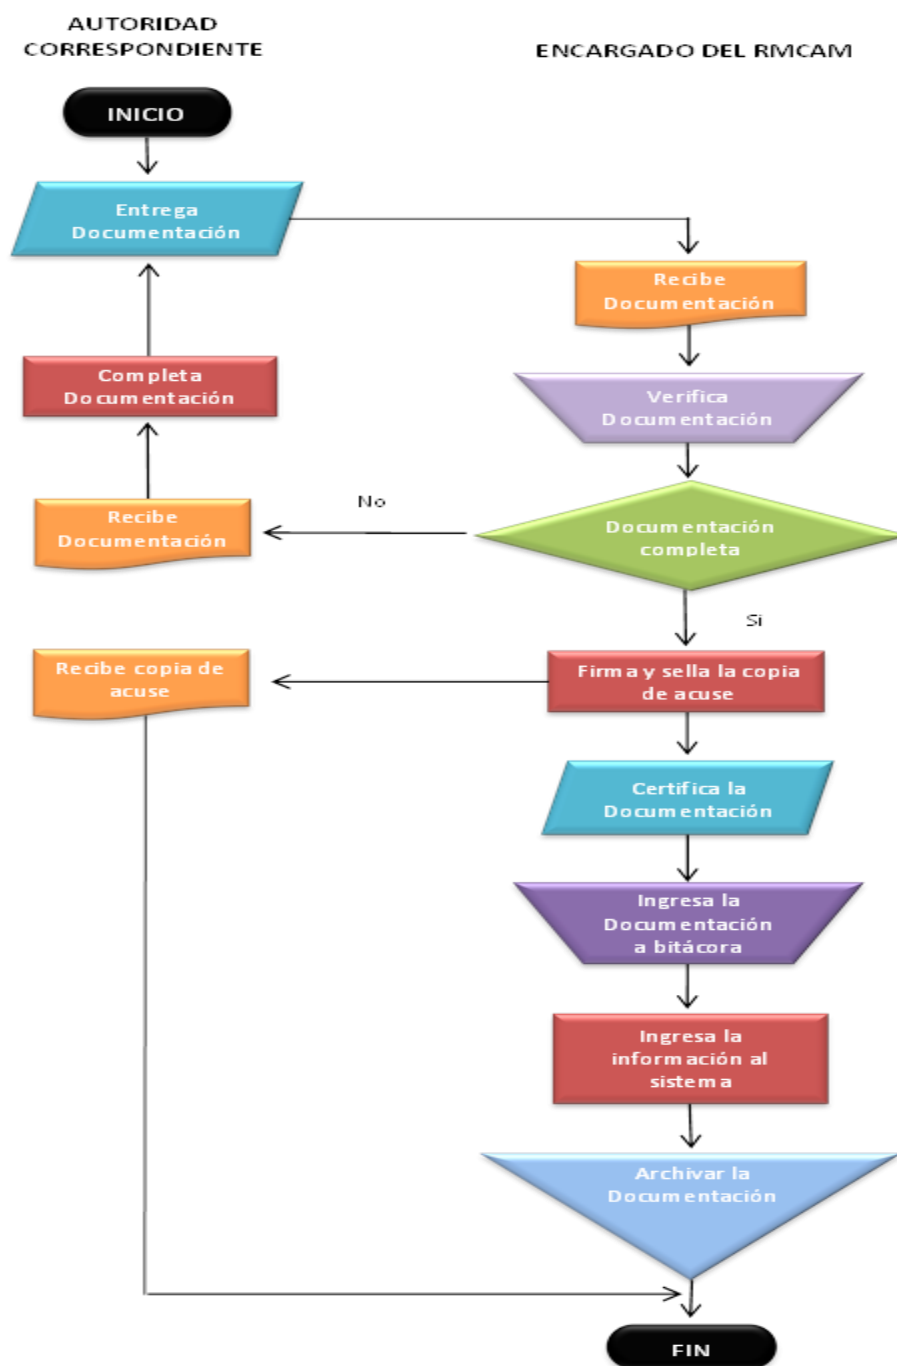 AUTORIDAD
CORRESPONDIENTE
ENCARGADO DEL RMCAM
INICIO
Entrega
Documentación
Recibe
Documentación
Completa
Documentación
Verifica
Documentación
No
Recibe
Documentación
Documentación
completa
Si
Recibe copia de
acuse
Firma y sella la copia
de acuse
Certifica la
Documentación
Ingresa la
Documentación
a bitácora
Ingresa la
información al
sistema
Archivar la
Documentación
FIN